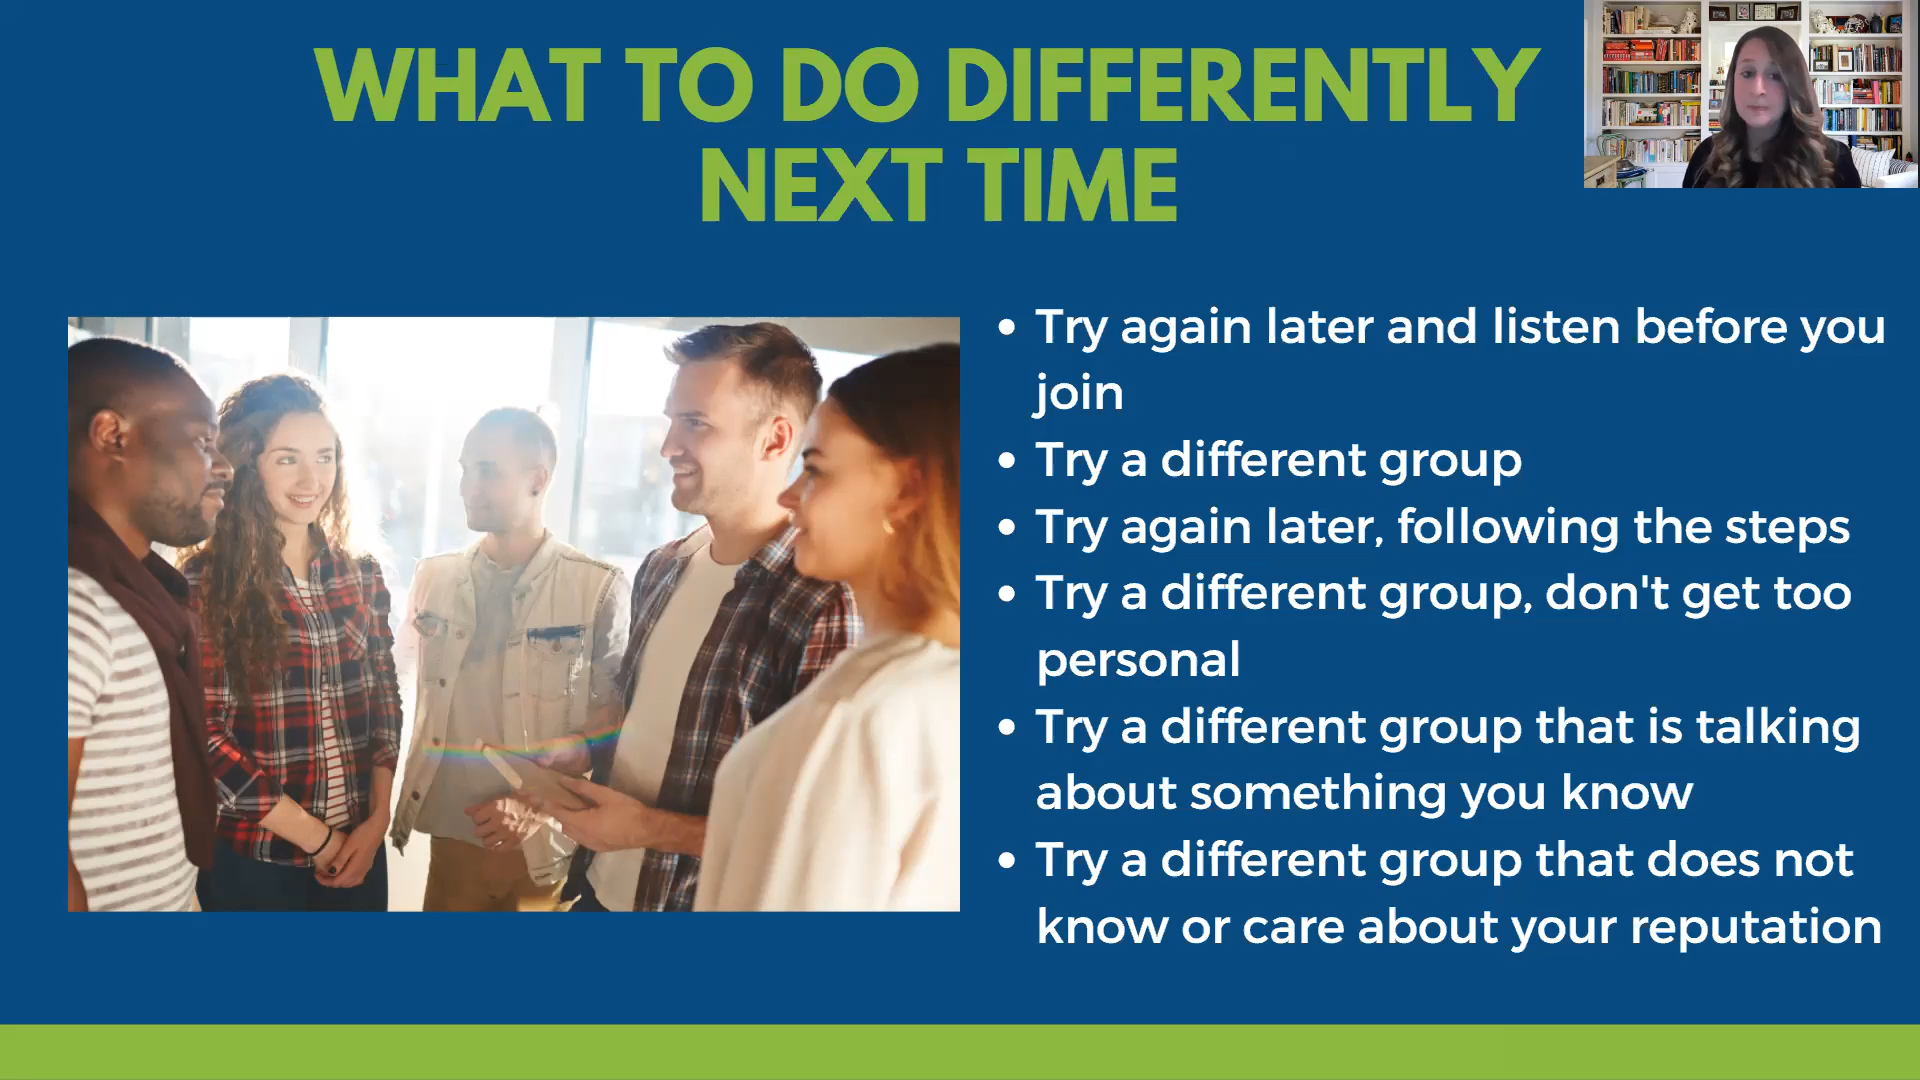 WHAT TO DO DIFFERENTLY
NEXT TIME
• Try again later and listen before you
join
• Try a different group
• Try again later, following the steps
• Try a different group, don't get too
personal
• Try a different group that is talking
about something you know
• Try a different group that does not
know or care about your reputation